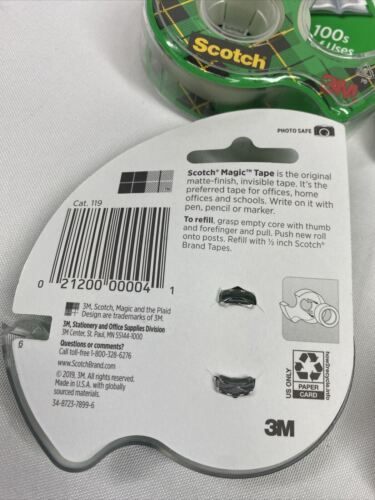 100s
of Uses
Scotch
3M
PHOTO SAFE
Scotch® Magic™ Tape is the original
matte-finish, invisible tape. It's the
preferred tape for offices, home
offices and schools. Write on it with
pen, pencil or marker.
To refill, grasp empty core with thumb
and forefinger and pull. Push new roll
onto posts. Refill with ½ inch Scotch®
Brand Tapes.
™
Cat. 119
0 21200 00004 1
3M, Scotch, Magic and the Plaid
Design are trademarks of 3M.
3M, Stationery and Office Supplies Division
3M Center, St. Paul, MN 55144-1000
Questions or comments?
Call toll-free 1-800-328-6276
www.ScotchBrand.com
© 2019, 3M. All rights reserved.
Made in U.S.A. with globally
sourced materials.
34-8723-7899-6
6
US ONLY
PAPER
CARD
how2recycle.info
3M